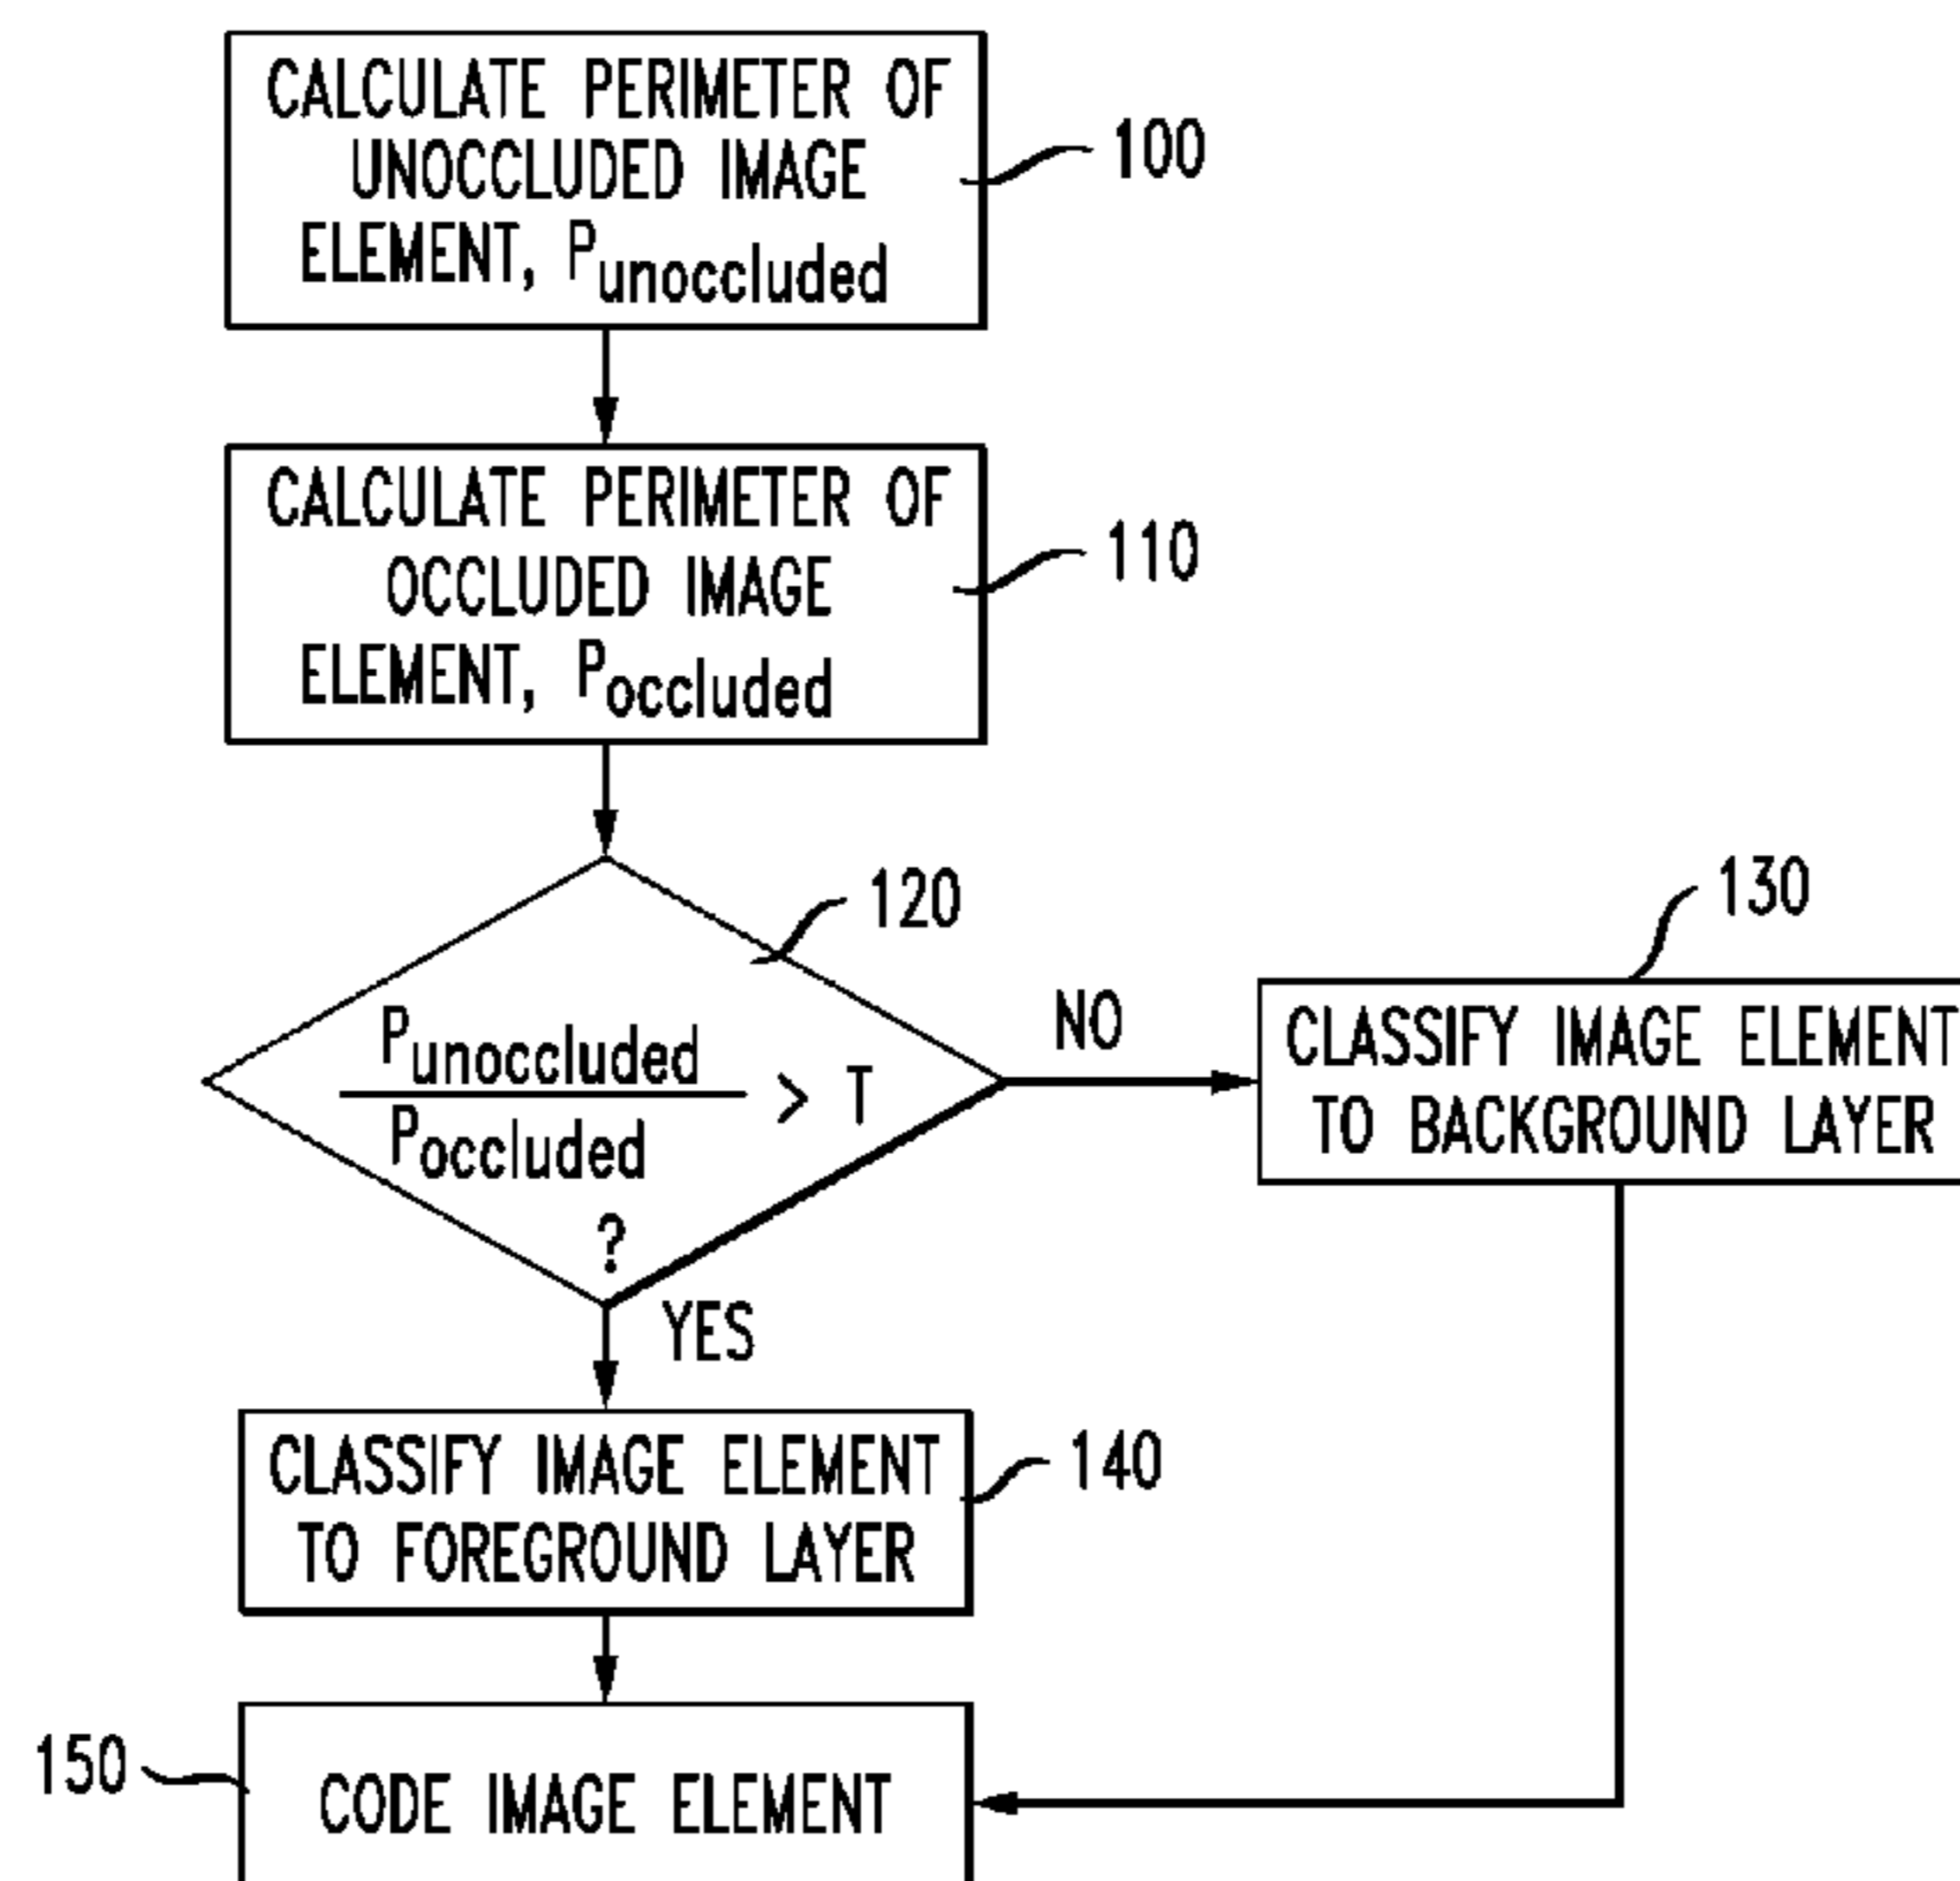 CALCULATE PERIMETER OF
UNOCCLUDED IMAGE
ELEMENT, Punoccluded
100
CALCULATE PERIMETER OF
OCCLUDED IMAGE
ELEMENT, Poccluded
110
120
Punoccluded
Poccluded
> T
?
NO
YES
130
CLASSIFY IMAGE ELEMENT
TO BACKGROUND LAYER
CLASSIFY IMAGE ELEMENT
TO FOREGROUND LAYER
140
150
CODE IMAGE ELEMENT